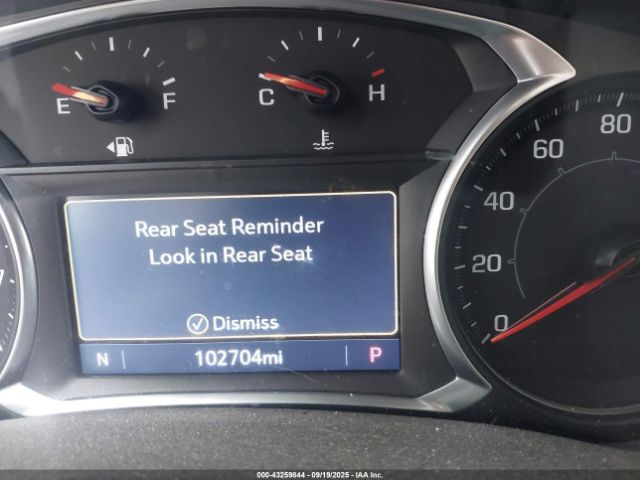 E F C H
Rear Seat Reminder
Look in Rear Seat
Dismiss
N 102704mi P
0
20
40
60
80
000-43259844 - 09/19/2025 - IAA Inc.